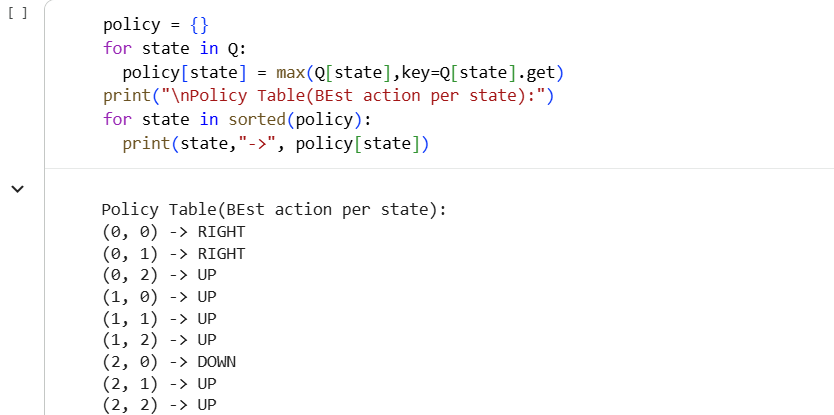 [ ]
policy = {}
for state in Q:
  policy[state] = max(Q[state],key=Q[state].get)
print("\nPolicy Table(BEst action per state):")
for state in sorted(policy):
  print(state,"->", policy[state])
Policy Table(BEst action per state):
(0, 0) -> RIGHT
(0, 1) -> RIGHT
(0, 2) -> UP
(1, 0) -> UP
(1, 1) -> UP
(1, 2) -> UP
(2, 0) -> DOWN
(2, 1) -> UP
(2, 2) -> UP